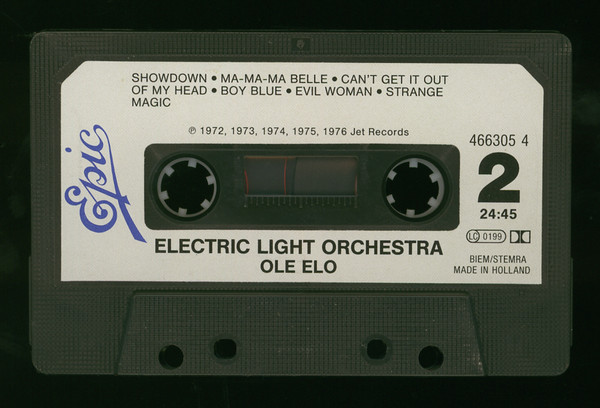 SHOWDOWN • MA-MA-MA BELLE • CAN'T GET IT OUT
OF MY HEAD • BOY BLUE • EVIL WOMAN • STRANGE
MAGIC
℗ 1972, 1973, 1974, 1975, 1976 Jet Records
Epic
466305 4
2
24:45
LC 0199
ELECTRIC LIGHT ORCHESTRA
OLE ELO
BIEM/STEMRA
MADE IN HOLLAND